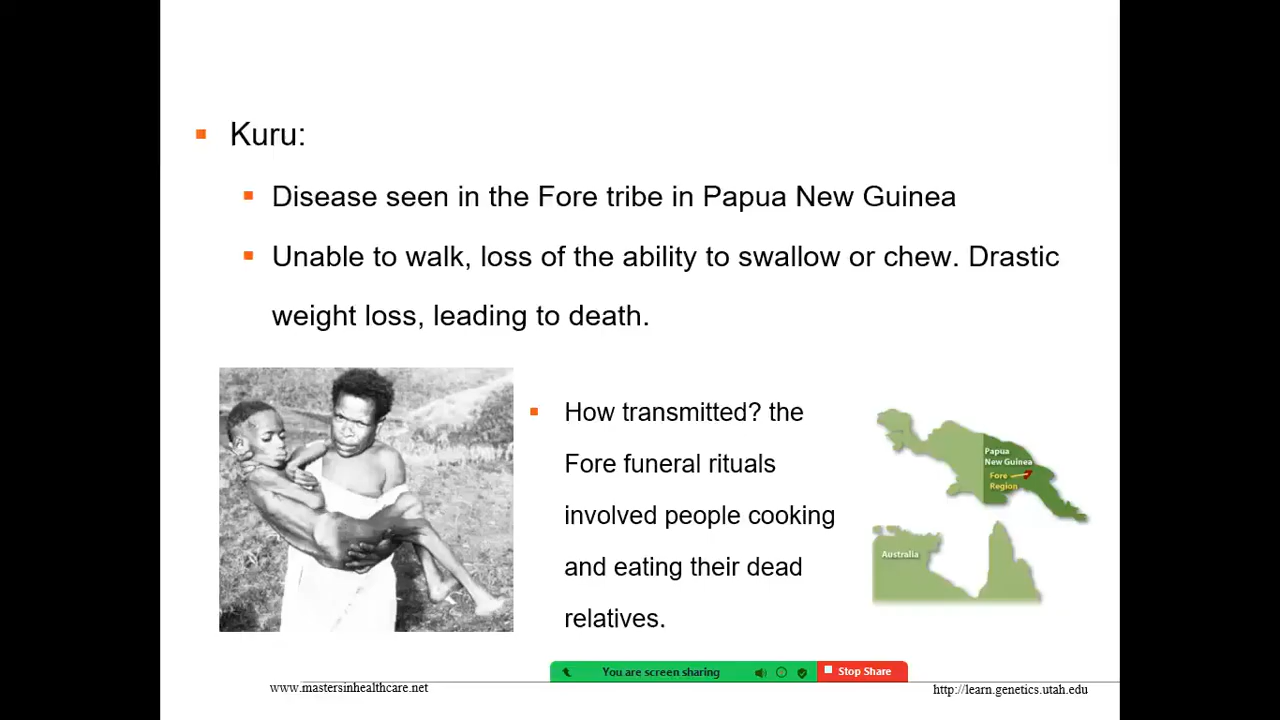 Kuru:
Disease seen in the Fore tribe in Papua New Guinea
Unable to walk, loss of the ability to swallow or chew. Drastic
weight loss, leading to death.
How transmitted? the
Fore funeral rituals
involved people cooking
and eating their dead
relatives.
Papua
New Guinea
Fore
Region
Australia
You are screen sharing
Stop Share
www.mastersinhealthcare.net
http://learn.genetics.utah.edu